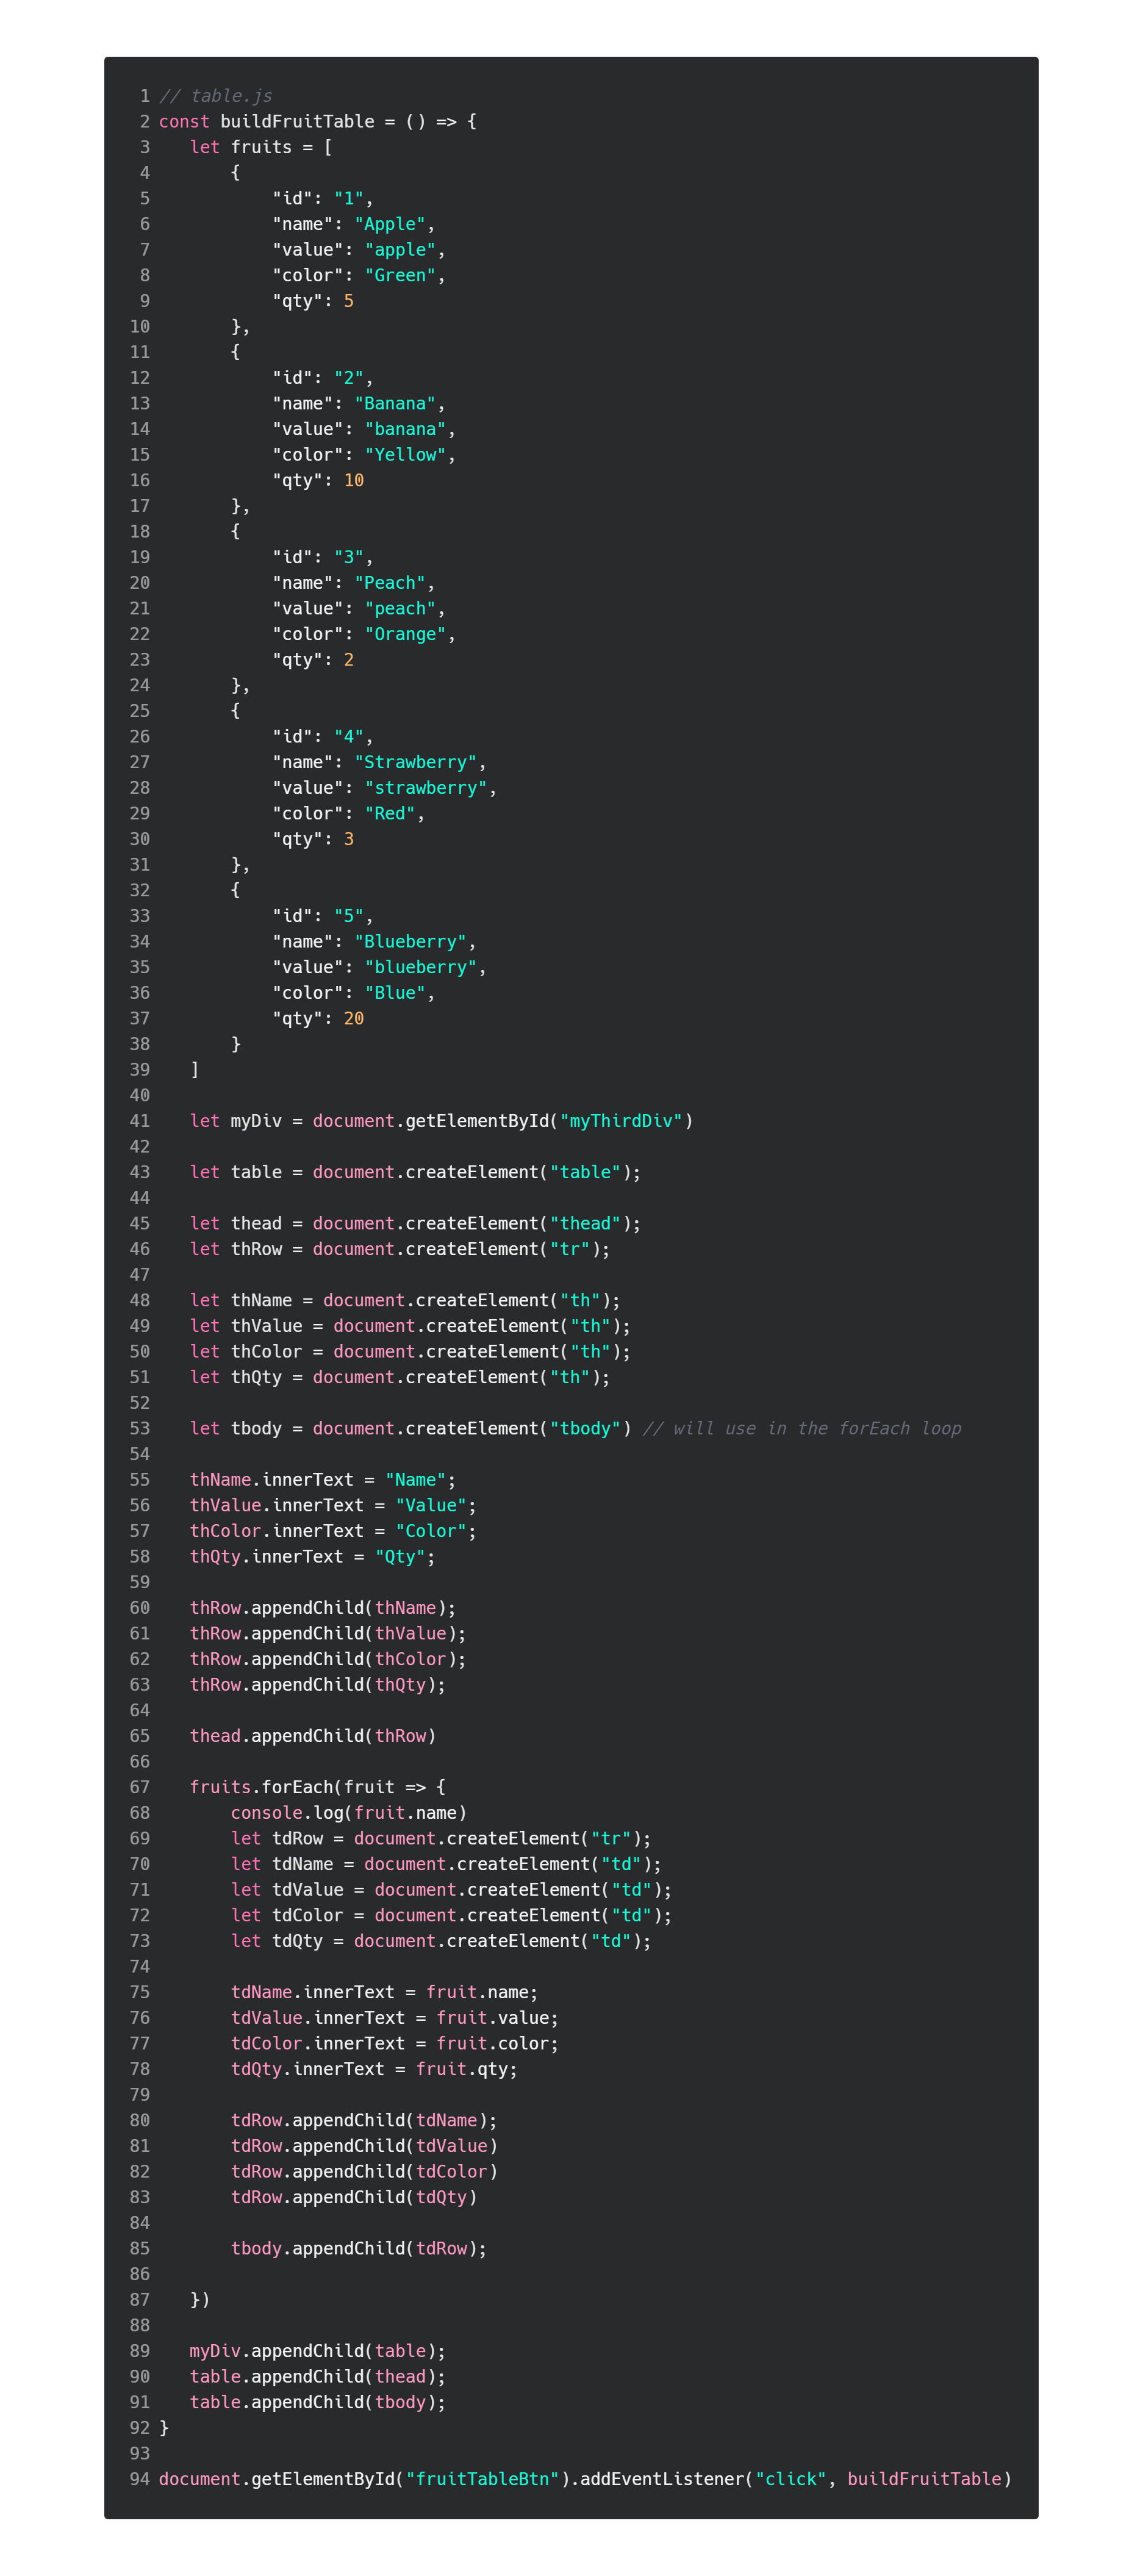 1 // table.js
2 const buildFruitTable = () => {
3    let fruits = [
4        {
5            "id": "1",
6            "name": "Apple",
7            "value": "apple",
8            "color": "Green",
9            "qty": 5
10        },
11        {
12            "id": "2",
13            "name": "Banana",
14            "value": "banana",
15            "color": "Yellow",
16            "qty": 10
17        },
18        {
19            "id": "3",
20            "name": "Peach",
21            "value": "peach",
22            "color": "Orange",
23            "qty": 2
24        },
25        {
26            "id": "4",
27            "name": "Strawberry",
28            "value": "strawberry",
29            "color": "Red",
30            "qty": 3
31        },
32        {
33            "id": "5",
34            "name": "Blueberry",
35            "value": "blueberry",
36            "color": "Blue",
37            "qty": 20
38        }
39    ]
40
41    let myDiv = document.getElementById("myThirdDiv")
42
43    let table = document.createElement("table");
44
45    let thead = document.createElement("thead");
46    let thRow = document.createElement("tr");
47
48    let thName = document.createElement("th");
49    let thValue = document.createElement("th");
50    let thColor = document.createElement("th");
51    let thQty = document.createElement("th");
52
53    let tbody = document.createElement("tbody") // will use in the forEach loop
54
55    thName.innerText = "Name";
56    thValue.innerText = "Value";
57    thColor.innerText = "Color";
58    thQty.innerText = "Qty";
59
60    thRow.appendChild(thName);
61    thRow.appendChild(thValue);
62    thRow.appendChild(thColor);
63    thRow.appendChild(thQty);
64
65    thead.appendChild(thRow)
66
67    fruits.forEach(fruit => {
68        console.log(fruit.name)
69        let tdRow = document.createElement("tr");
70        let tdName = document.createElement("td");
71        let tdValue = document.createElement("td");
72        let tdColor = document.createElement("td");
73        let tdQty = document.createElement("td");
74
75        tdName.innerText = fruit.name;
76        tdValue.innerText = fruit.value;
77        tdColor.innerText = fruit.color;
78        tdQty.innerText = fruit.qty;
79
80        tdRow.appendChild(tdName);
81        tdRow.appendChild(tdValue)
82        tdRow.appendChild(tdColor)
83        tdRow.appendChild(tdQty)
84
85        tbody.appendChild(tdRow);
86
87    })
88
89    myDiv.appendChild(table);
90    table.appendChild(thead);
91    table.appendChild(tbody);
92 }
93
94 document.getElementById("fruitTableBtn").addEventListener("click", buildFruitTable)